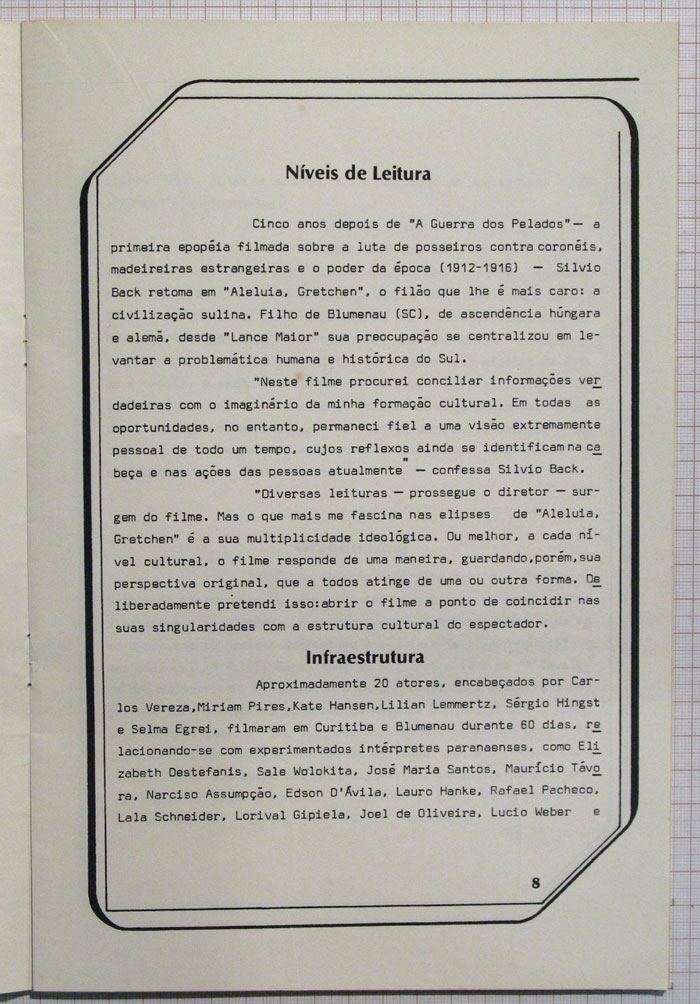 Níveis de Leitura
Cinco anos depois de "A Guerra dos Pelados"— a
primeira epopéia filmada sobre a luta de posseiros contra coronéis,
madeireiras estrangeiras e o poder da época (1912-1916) — Silvio
Back retoma em "Aleluia, Gretchen", o filão que lhe é mais caro: a
civilização sulina. Filho de Blumenau (SC), de ascendência húngara
e alemã, desde "Lance Maior" sua preocupação se centralizou em le-
vantar a problemática humana e histórica do Sul.
"Neste filme procurei conciliar informações ver
dadeiras com o imaginário da minha formação cultural. Em todas as
oportunidades, no entanto, permaneci fiel a uma visão extremamente
pessoal de todo um tempo, cujos reflexos ainda se identificam na ca
beça e nas ações das pessoas atualmente" — confessa Silvio Back.
"Diversas leituras — prossegue o diretor — sur-
gem do filme. Mas o que mais me fascina nas elipses de "Aleluia,
Gretchen" é a sua multiplicidade ideológica. Ou melhor, a cada ní-
vel cultural, o filme responde de uma maneira, guardando,porém,sua
perspectiva original, que a todos atinge de uma ou outra forma. De
liberadamente pretendi isso:abrir o filme a ponto de coincidir nas
suas singularidades com a estrutura cultural do espectador.
Infraestrutura
Aproximadamente 20 atores, encabeçados por Car-
los Vereza,Miriam Pires,Kate Hansen,Lilian Lemmertz, Sérgio Hingst
e Selma Egrei, filmaram em Curitiba e Blumenau durante 60 dias, re
lacionando-se com experimentados intérpretes paranaenses, como Eli
zabeth Destefanis, Sale Wolokita, José Maria Santos, Maurício Távo
ra, Narciso Assumpção, Edson D'Ávila, Lauro Hanke, Rafael Pacheco,
Lala Schneider, Lorival Gipiela, Joel de Oliveira, Lucio Weber e
8